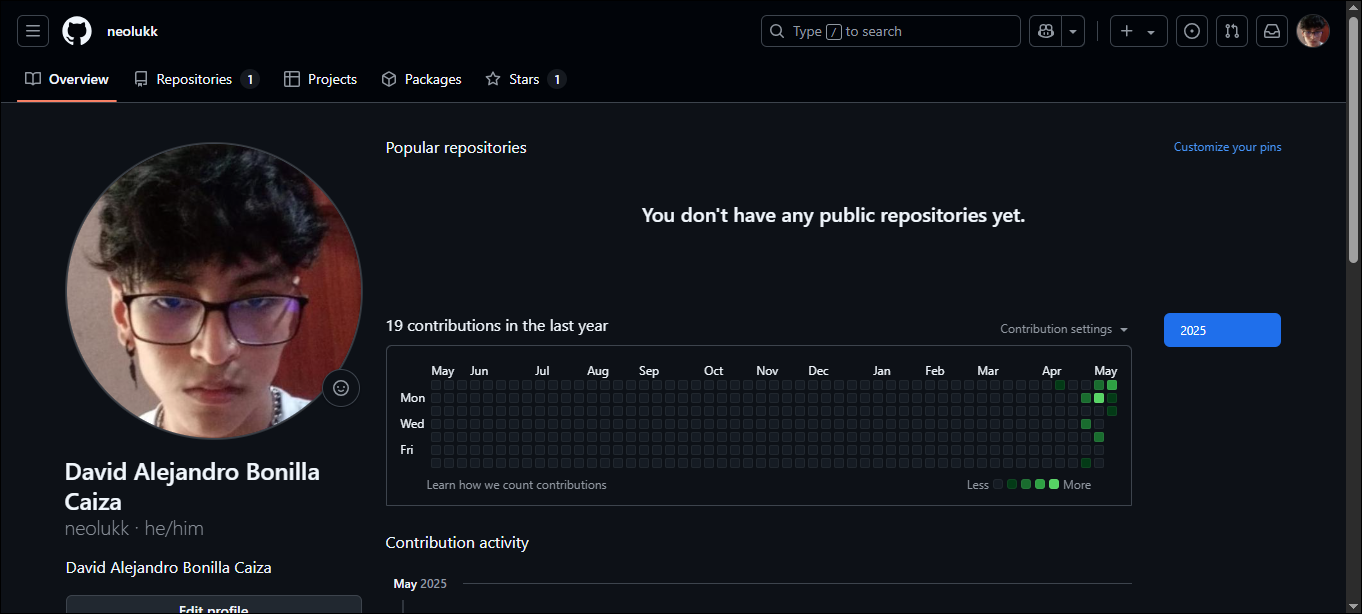 neolukk
Type / to search
Overview
Repositories 1
Projects
Packages
Stars 1
Popular repositories
Customize your pins
You don't have any public repositories yet.
19 contributions in the last year
Contribution settings
2025
May Jun Jul Aug Sep Oct Nov Dec Jan Feb Mar Apr May
Mon
Wed
Fri
Learn how we count contributions
Less
More
David Alejandro Bonilla
Caiza
neolukk · he/him
David Alejandro Bonilla Caiza
Edit profile
Contribution activity
May 2025